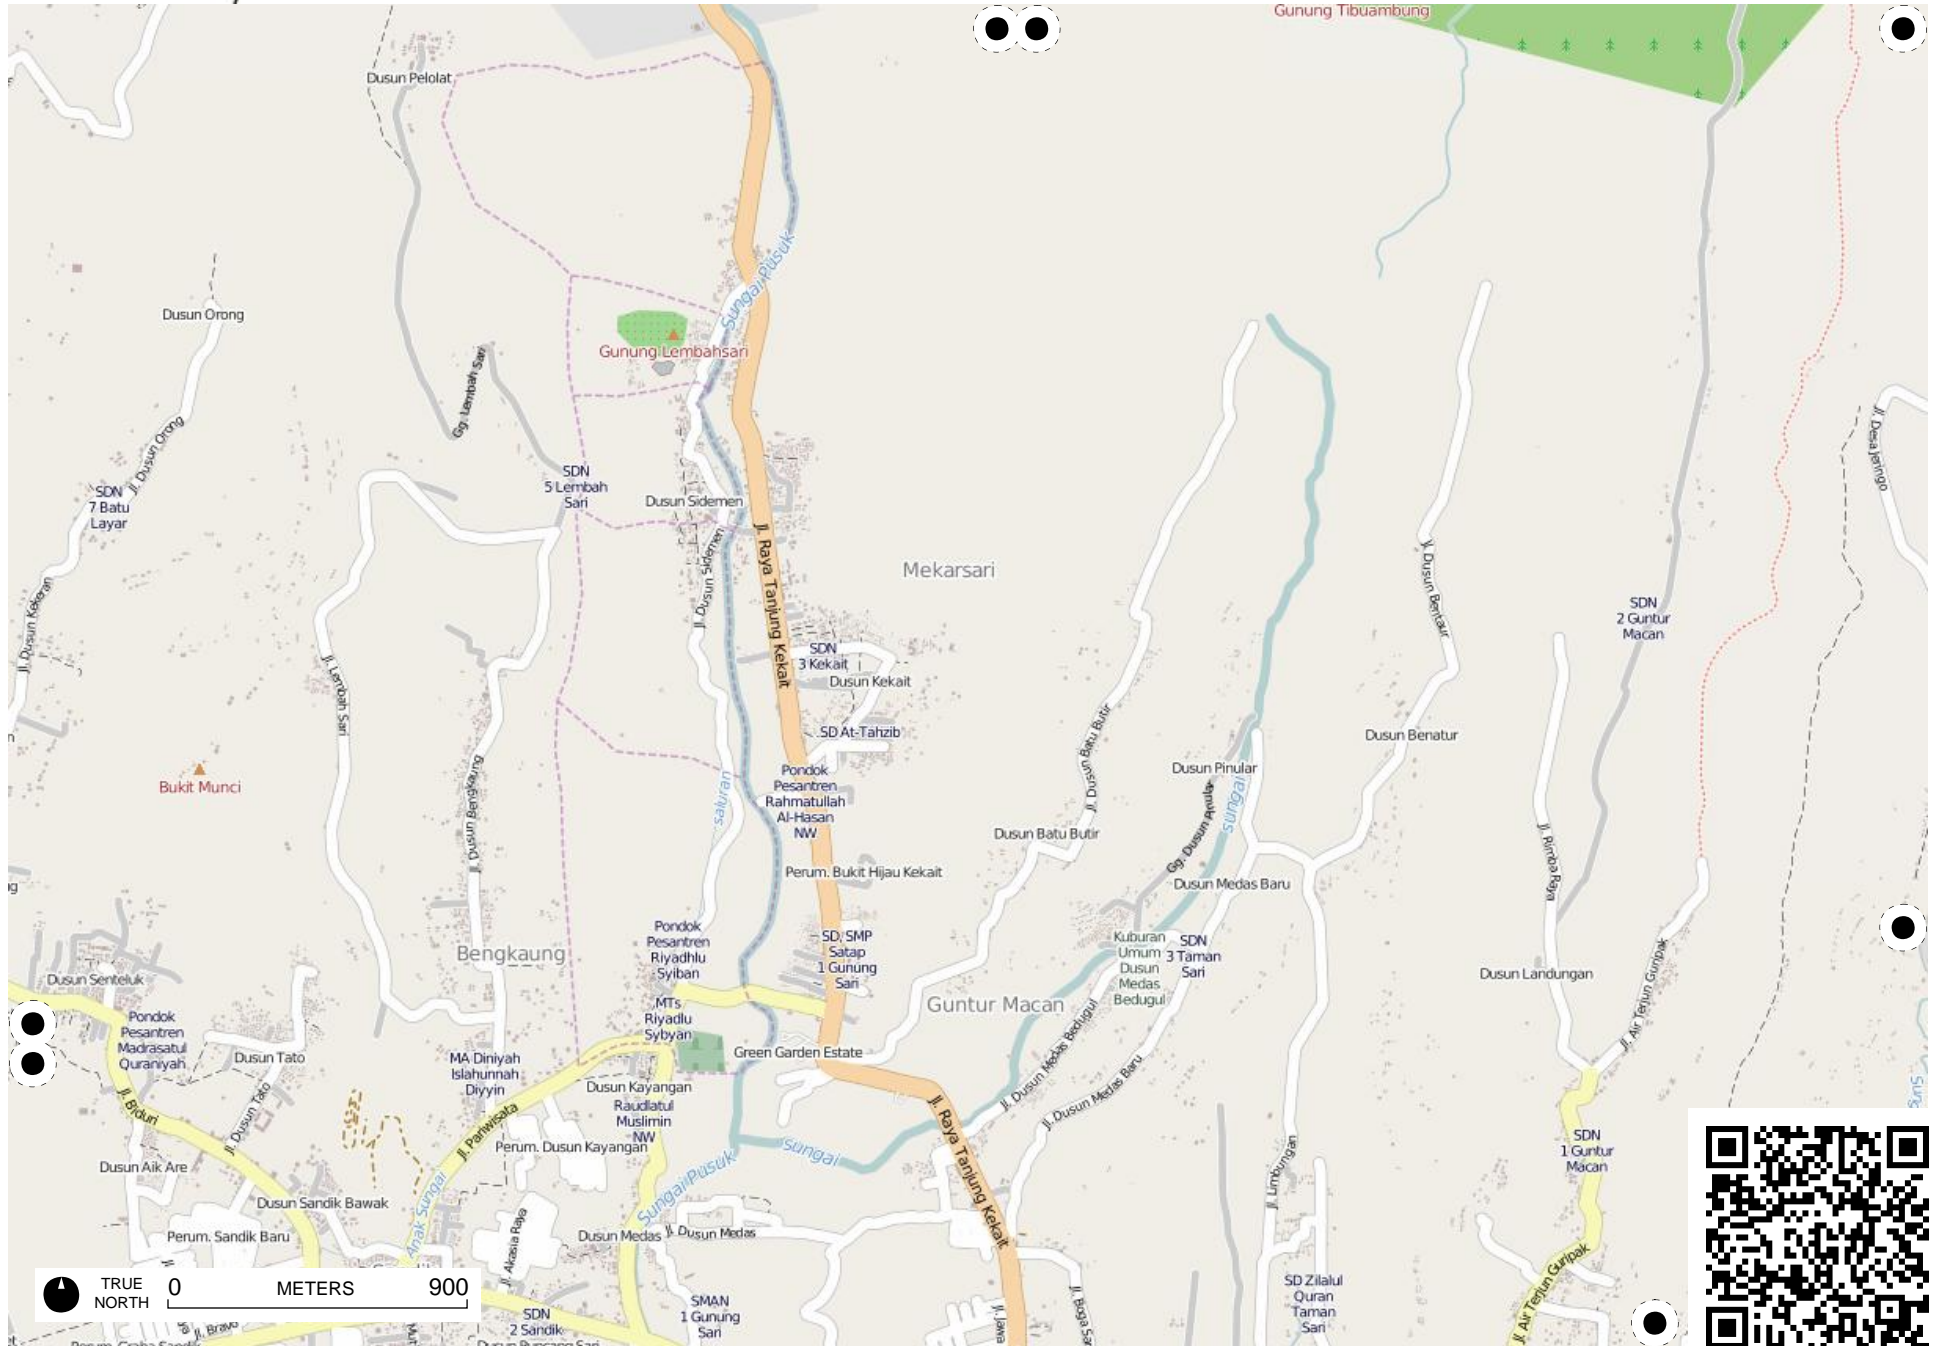 Gunung Tibuambung
Dusun Pelolat
Sungai Pusuk
Dusun Orong
Gunung Lembahsari
Gg. Lembah Sari
Jl. Dusun Orong
Jl. Desa Jeringo
SDN
7 Batu
Layar
SDN
5 Lembah
Sari
Dusun Sidemen
Jl. Dusun Sidemen
Jl. Raya Tanjung Kekait
Mekarsari
Jl. Dusun Kekeran
Jl. Dusun Bentaur
SDN
2 Guntur
Macan
SDN
3 Kekait
Dusun Kekait
Jl. Lembah Sari
SD At-Tahzib
Jl. Dusun Batu Butir
Dusun Benatur
Bukit Munci
Jl. Dusun Bengkaung
saluran
Pondok
Pesantren
Rahmatullah
Al-Hasan
NW
Dusun Pinular
sungai
Gg. Dusun Pinular
Dusun Batu Butir
Jl. Rimba Raya
Perum. Bukit Hijau Kekait
Dusun Medas Baru
Bengkaung
Pondok
Pesantren
Riyadhlu
Syiban
SD, SMP
Satap
1 Gunung
Sari
Kuburan
Umum
Dusun
Medas
Bedugul
SDN
3 Taman
Sari
Dusun Senteluk
Dusun Landungan
Jl. Air Terjun Guripak
Guntur Macan
MTs
Riyadlu
Sybyan
Pondok
Pesantren
Madrasatul
Quraniyah
Dusun Tato
MA Diniyah
Islahunnah
Diyyin
Green Garden Estate
Jl. Dusun Medas Bedugul
Jl. Dusun Medas Baru
Dusun Kayangan
Raudlatul
Muslimin
NW
Jl. Biduri
Jl. Dusun Tato
Jl. Pariwisata
Jl. Raya Tanjung Kekait
Perum. Dusun Kayangan
sungai
Sungai Pusuk
SDN
1 Guntur
Macan
Dusun Aik Are
Jl. Limbungan
Dusun Sandik Bawak
Anak Sungai
Perum. Sandik Baru
Jl. Akasia Raya
Dusun Medas
Jl. Dusun Medas
Jl. Air Terjun Guripak
TRUE
NORTH
0 METERS 900
SDN
2 Sandik
SMAN
1 Gunung
Sari
Jl. Jawa
Jl. Boga Sa
SD Zilalul
Quran
Taman
Sari
Jl. Bravo